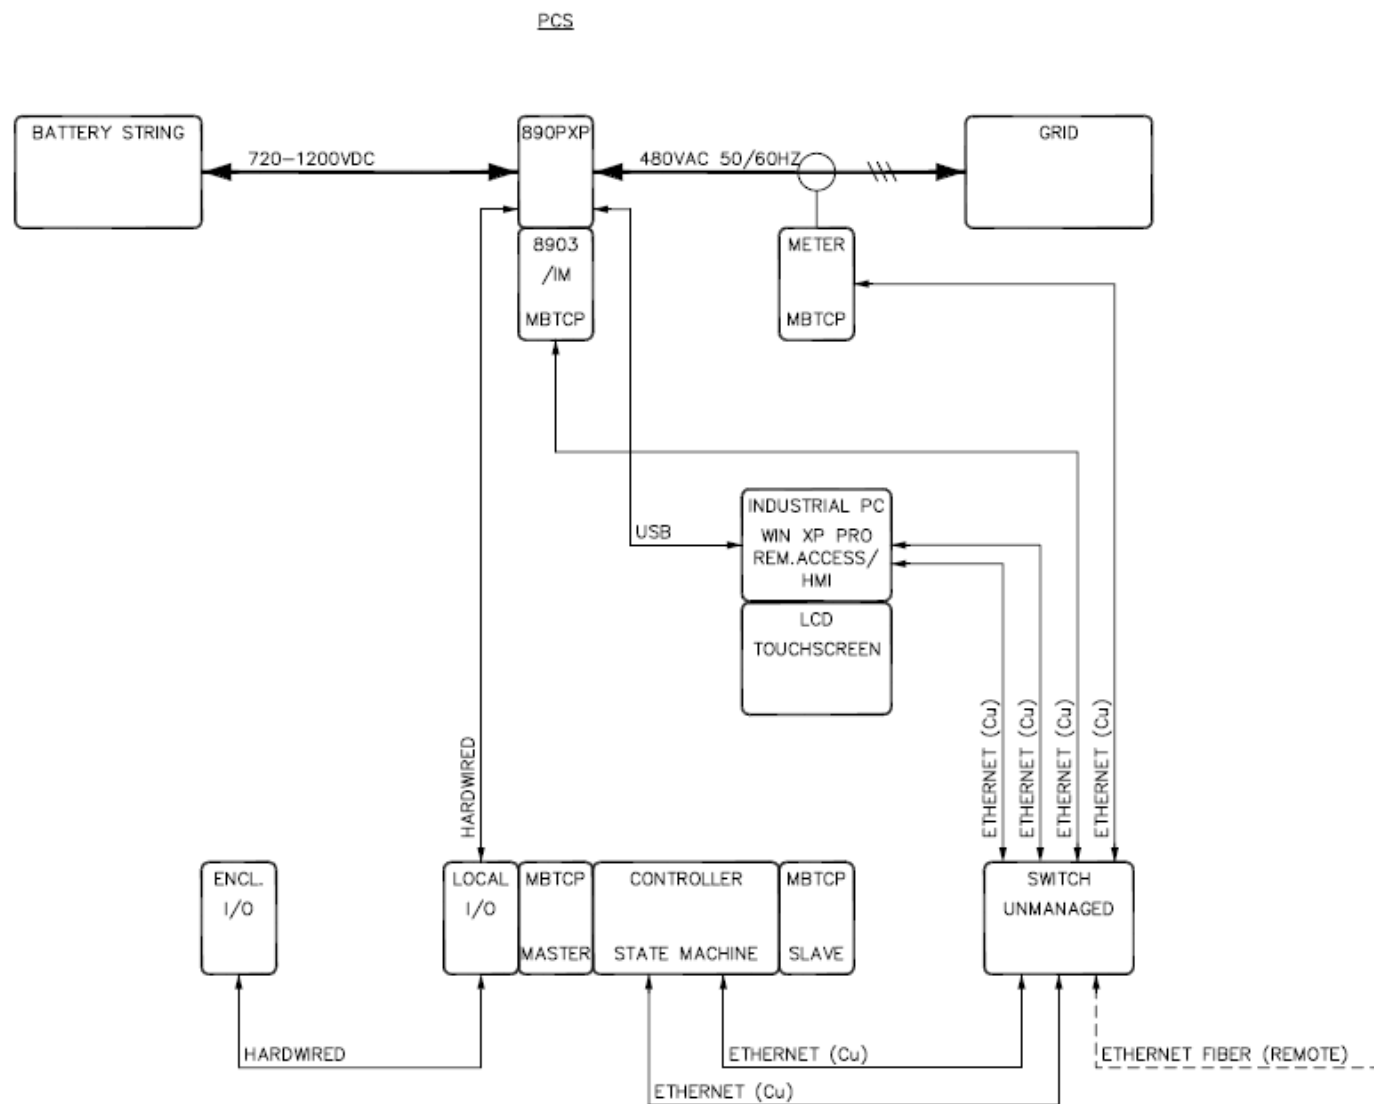 PCS
BATTERY STRING
720-1200VDC
890PXP
480VAC 50/60HZ
GRID
8903
/IM
MBTCP
METER
MBTCP
USB
INDUSTRIAL PC
WIN XP PRO
REM.ACCESS/
HMI
LCD
TOUCHSCREEN
HARDWIRED
ETHERNET (Cu)
ETHERNET (Cu)
ETHERNET (Cu)
ETHERNET (Cu)
ENCL.
I/O
LOCAL
I/O
MBTCP
MASTER
CONTROLLER
STATE MACHINE
MBTCP
SLAVE
SWITCH
UNMANAGED
HARDWIRED
ETHERNET (Cu)
ETHERNET FIBER (REMOTE)
ETHERNET (Cu)